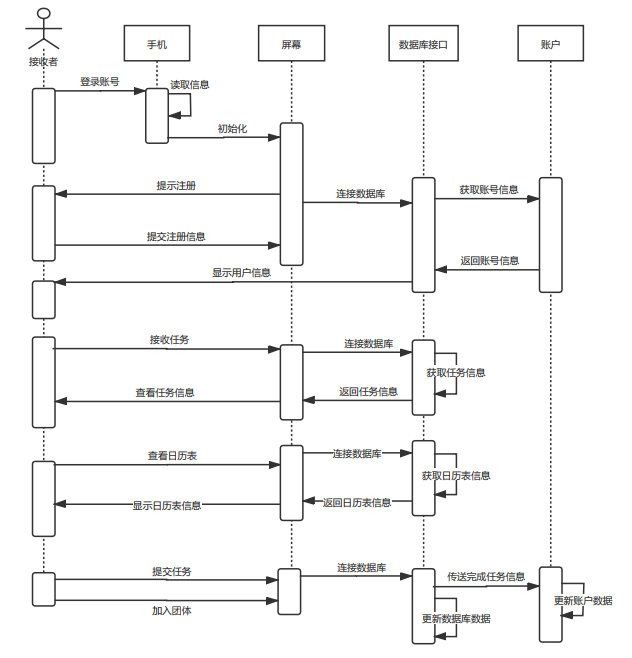 手机
屏幕
数据库接口
账户
接收者
登录账号
读取信息
初始化
提示注册
连接数据库
获取账号信息
提交注册信息
返回账号信息
显示用户信息
接收任务
连接数据库
获取任务信息
查看任务信息
返回任务信息
查看日历表
连接数据库
获取日历表信息
显示日历表信息
返回日历表信息
提交任务
连接数据库
传送完成任务信息
加入团体
更新账户数据
更新数据库数据